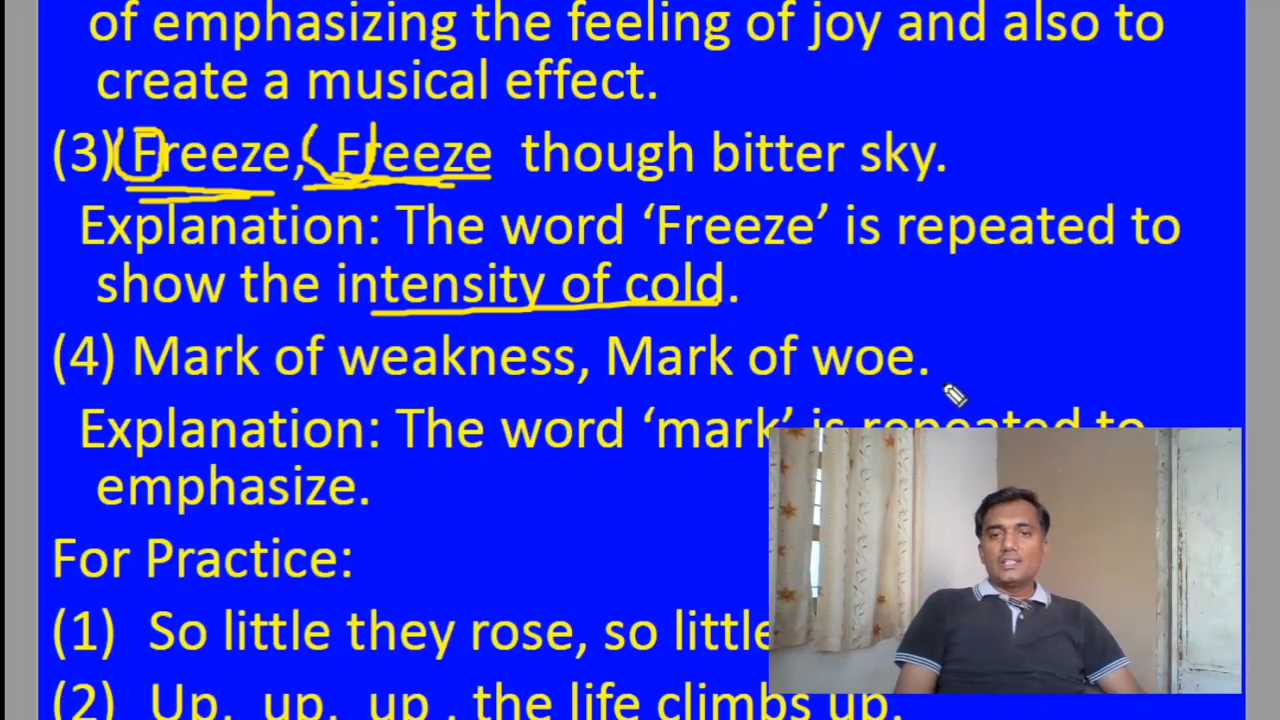 of emphasizing the feeling of joy and also to
create a musical effect.
(3) Freeze, Freeze though bitter sky.
Explanation: The word ‘Freeze’ is repeated to
show the intensity of cold.
(4) Mark of weakness, Mark of woe.
Explanation: The word ‘mark’ is repeated to
emphasize.
For Practice:
(1) So little they rose, so little
(2) Up, up, up , the life climbs up.